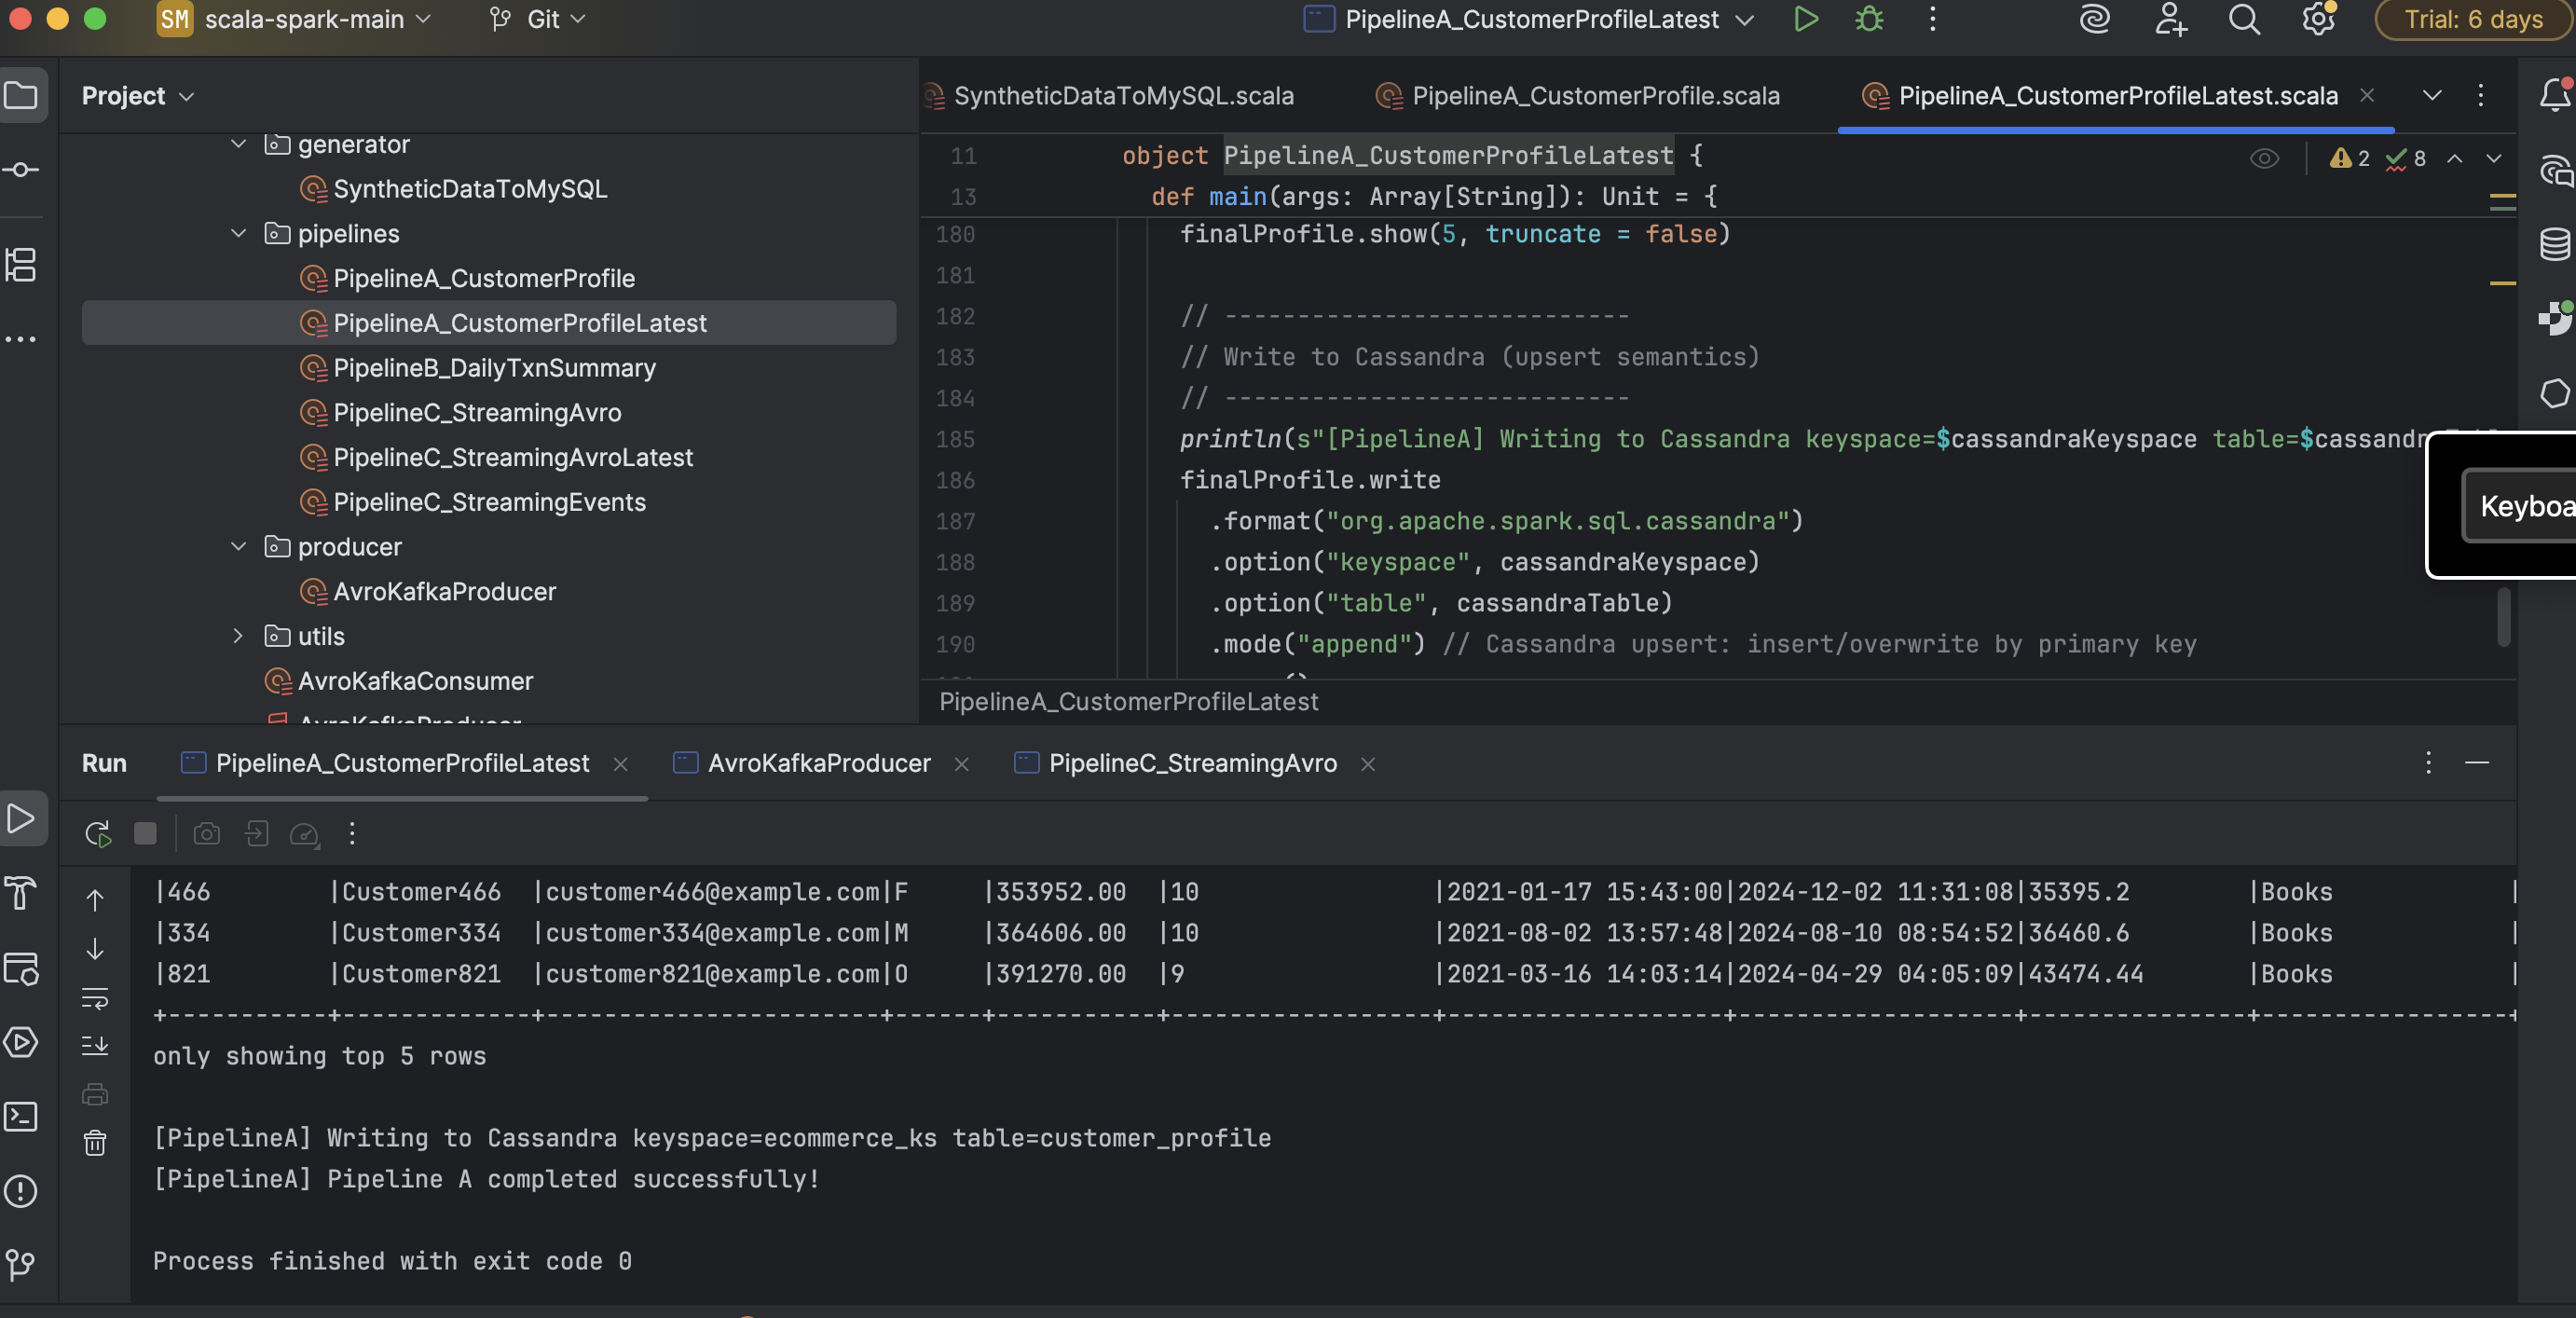 SM scala-spark-main Git PipelineA_CustomerProfileLatest Trial: 6 days
Project
generator
SyntheticDataToMySQL
pipelines
PipelineA_CustomerProfile
PipelineA_CustomerProfileLatest
PipelineB_DailyTxnSummary
PipelineC_StreamingAvro
PipelineC_StreamingAvroLatest
PipelineC_StreamingEvents
producer
AvroKafkaProducer
utils
AvroKafkaConsumer
AvroKafkaProducer
SyntheticDataToMySQL.scala PipelineA_CustomerProfile.scala PipelineA_CustomerProfileLatest.scala
11 object PipelineA_CustomerProfileLatest { 2 8
13 def main(args: Array[String]): Unit = {
180 finalProfile.show(5, truncate = false)
181
182 // ----------------------------
183 // Write to Cassandra (upsert semantics)
184 // ----------------------------
185 println(s"[PipelineA] Writing to Cassandra keyspace=$cassandraKeyspace table=$cassandr
186 finalProfile.write
187 .format("org.apache.spark.sql.cassandra")
188 .option("keyspace", cassandraKeyspace)
189 .option("table", cassandraTable)
190 .mode("append") // Cassandra upsert: insert/overwrite by primary key
Keyboa
PipelineA_CustomerProfileLatest
Run PipelineA_CustomerProfileLatest AvroKafkaProducer PipelineC_StreamingAvro
|466 |Customer466 |customer466@example.com|F |353952.00 |10 |2021-01-17 15:43:00|2024-12-02 11:31:08|35395.2 |Books |
|334 |Customer334 |customer334@example.com|M |364606.00 |10 |2021-08-02 13:57:48|2024-08-10 08:54:52|36460.6 |Books |
|821 |Customer821 |customer821@example.com|O |391270.00 |9 |2021-03-16 14:03:14|2024-04-29 04:05:09|43474.44 |Books |
+-----------+-------------+-----------------------+------+-----------+------------------+-------------------+-------------------+---------------+-----------------+
only showing top 5 rows
[PipelineA] Writing to Cassandra keyspace=ecommerce_ks table=customer_profile
[PipelineA] Pipeline A completed successfully!
Process finished with exit code 0